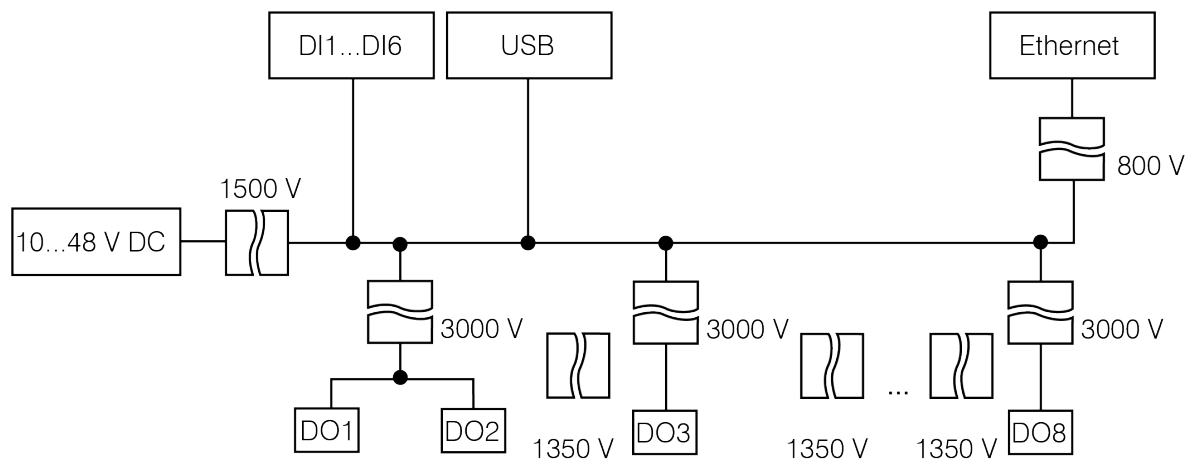 DI1...DI6
USB
Ethernet
800 V
1500 V
10...48 V DC
3000 V
3000 V
3000 V
...
DO1
DO2
DO3
DO8
1350 V
1350 V
1350 V